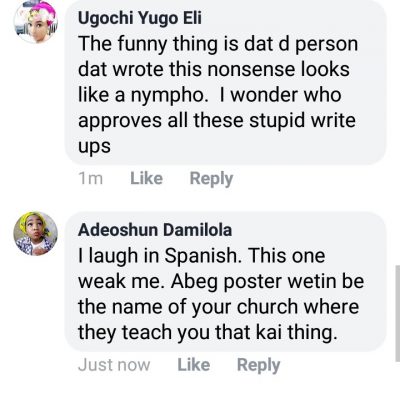 Ugochi Yugo Eli
The funny thing is dat d person
dat wrote this nonsense looks
like a nympho. I wonder who
approves all these stupid write
ups
1m Like Reply
Adeoshun Damilola
I laugh in Spanish. This one
weak me. Abeg poster wetin be
the name of your church where
they teach you that kai thing.
Just now Like Reply